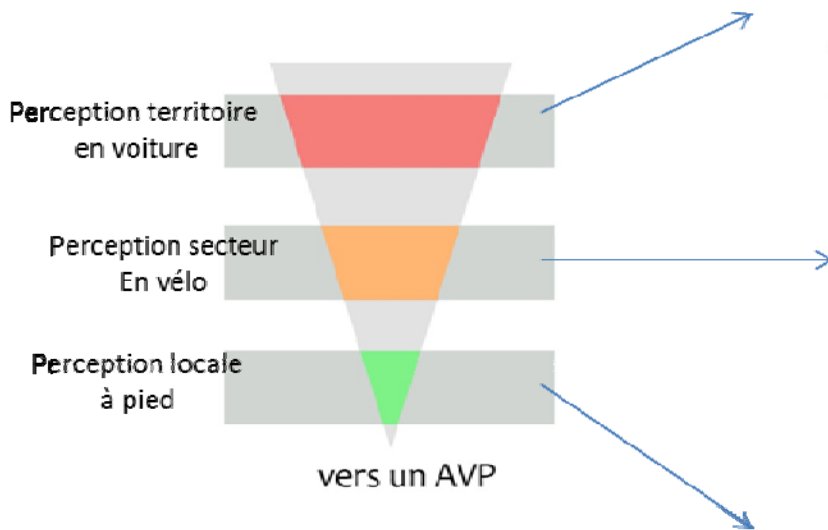 Perception territoire
en voiture
Perception secteur
En vélo
Perception locale
à pied
vers un AVP